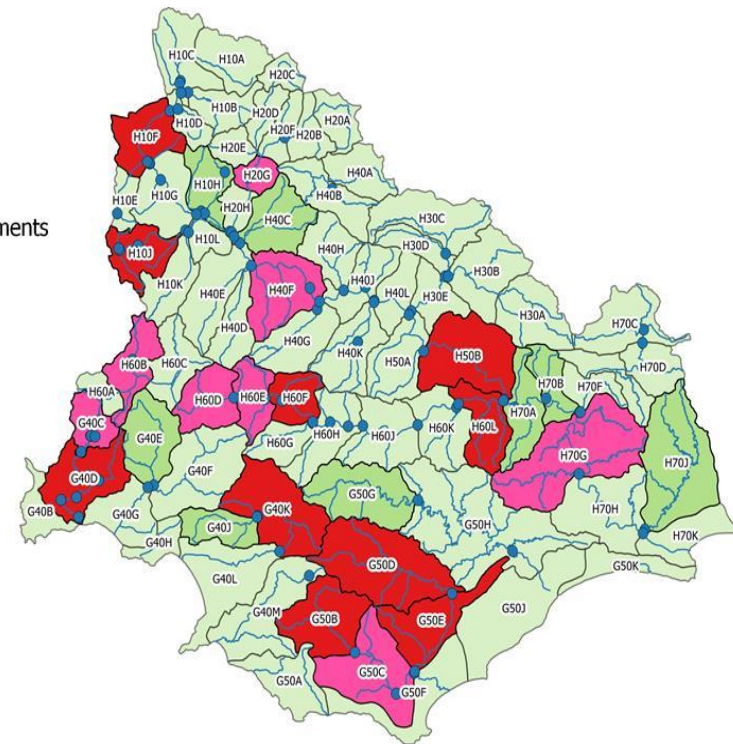 H10C
H10A
H20C
H10B
H20D
H20A
H10D
H20F
H20B
H10F
H20E
H20G
H40A
H10H
H40B
H10G
H10E
H20H
H40C
H30C
ments
H10L
H40H
H30D
H10J
H30B
H10K
H40E
H40F
H40J
H40L
H30E
H30A
H70C
H40D
H40G
H40K
H50A
H50B
H70D
H60B
H60C
H60A
H60D
H60E
H60F
H70B
H70F
H70A
G40C
G40E
H60G
H60H
H60J
H60K
H60L
H70G
H70J
G40F
G40D
G40B
G40G
G40K
G50G
H70H
G40J
G50H
G40H
H70K
G50D
G50K
G40L
G40M
G50B
G50E
G50J
G50A
G50C
G50F